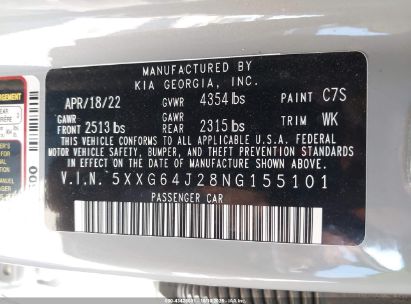 MANUFACTURED BY
KIA GEORGIA, INC.
APR/18/22 GVWR 4354 lbs PAINT C7S
GAWR GAWR
FRONT 2513 lbs REAR 2315 lbs TRIM WK
THIS VEHICLE CONFORMS TO ALL APPLICABLE FEDERAL
MOTOR VEHICLE SAFETY, BUMPER, AND THEFT PREVENTION STANDARDS
IN EFFECT ON THE DATE OF MANUFACTURE SHOWN ABOVE.
V.I.N. 5XXG64J28NG155101
PASSENGER CAR